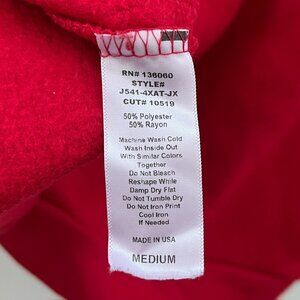 RN# 136060
STYLE#
J541-4XAT-JX
CUT# 10519
50% Polyester
50% Rayon
Machine Wash Cold
Wash Inside Out
With Similar Colors
Together
Do Not Bleach
Reshape While
Damp Dry Flat
Do Not Tumble Dry
Do Not Iron Print
Cool Iron
If Needed
MADE IN USA
MEDIUM